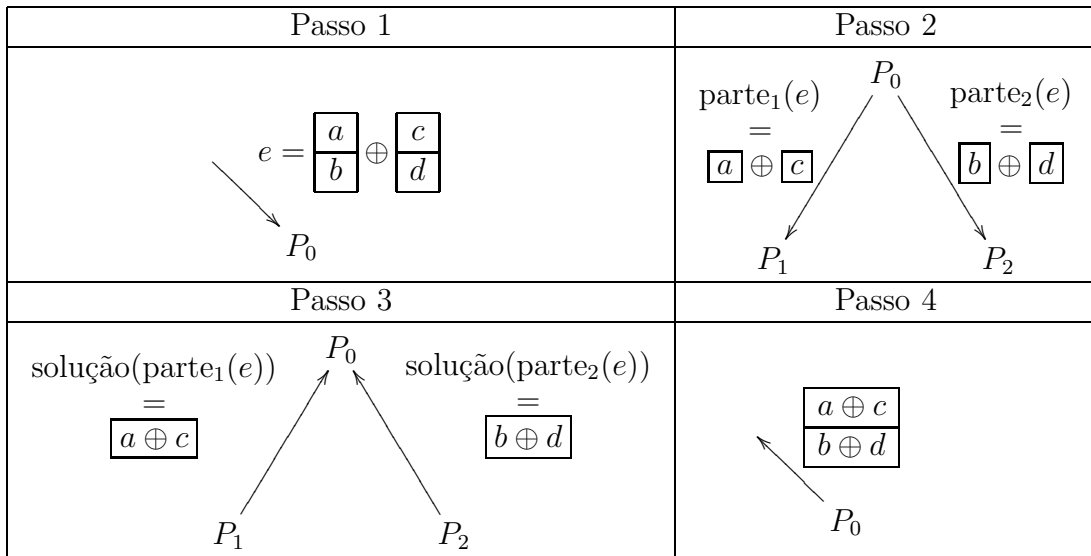 Passo 1
e = a ⊕ c
b d
P₀
Passo 2
P₀
parte₁(e)
=
a ⊕ c
parte₂(e)
=
b ⊕ d
P₁ P₂
Passo 3
P₀
solução(parte₁(e))
=
a ⊕ c
solução(parte₂(e))
=
b ⊕ d
P₁ P₂
Passo 4
a ⊕ c
b ⊕ d
P₀